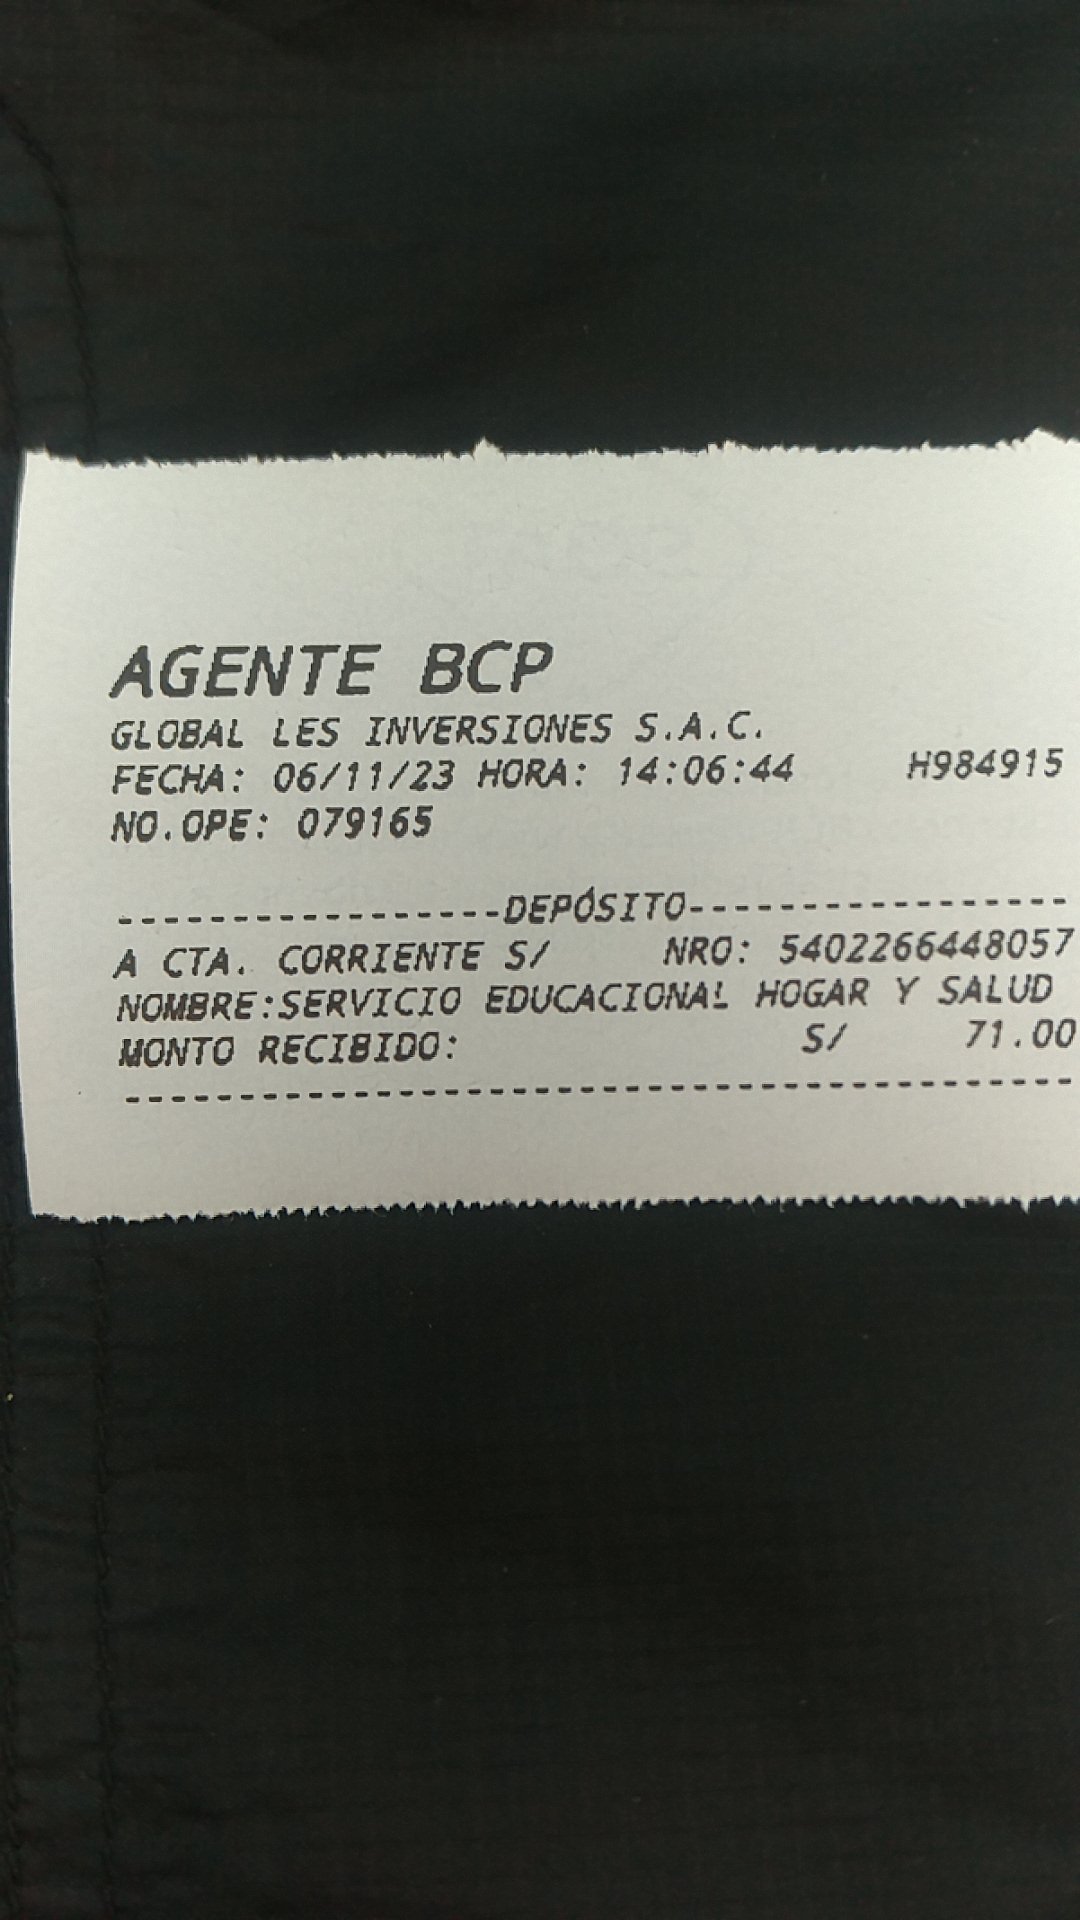 AGENTE BCP
GLOBAL LES INVERSIONES S.A.C.
FECHA: 06/11/23 HORA: 14:06:44 H984915
NO.OPE: 079165
-----------------DEPÓSITO-----------------
A CTA. CORRIENTE S/ NRO: 5402266448057
NOMBRE:SERVICIO EDUCACIONAL HOGAR Y SALUD
MONTO RECIBIDO: S/ 71.00
------------------------------------------